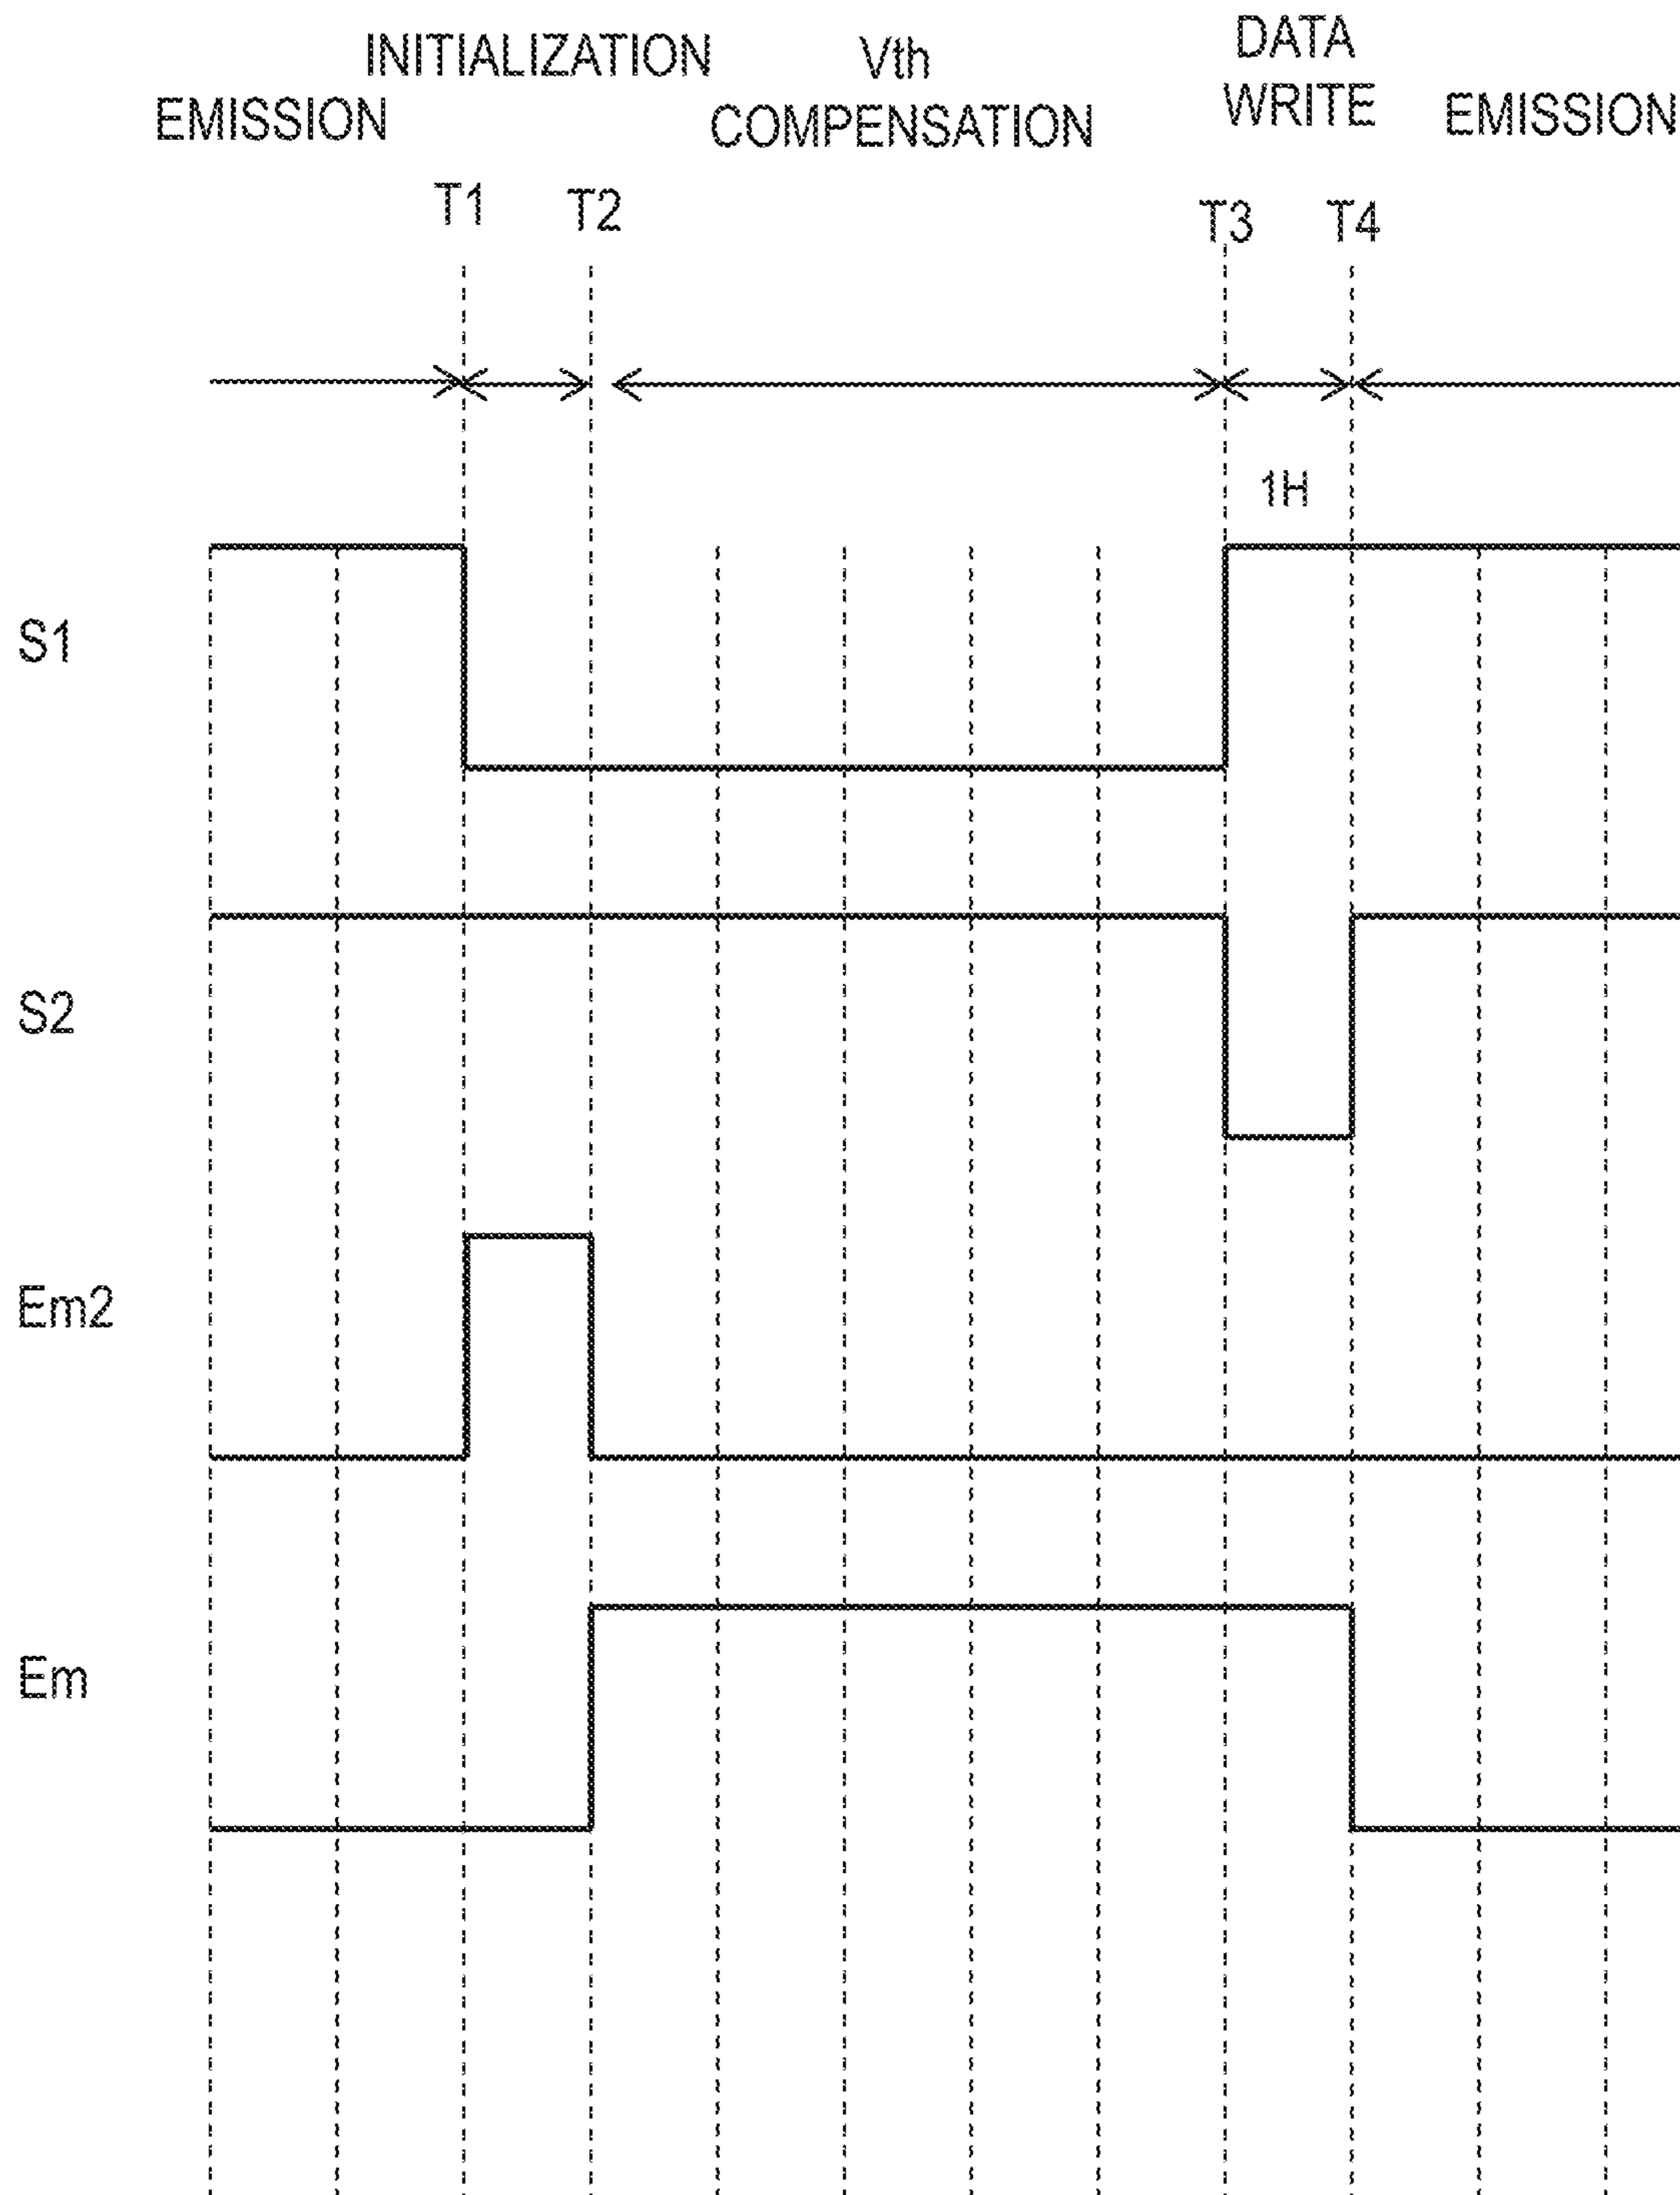 EMISSION
INITIALIZATION
Vth
COMPENSATION
DATA
WRITE
EMISSION
T1
T2
T3
T4
1H
S1
S2
Em2
Em